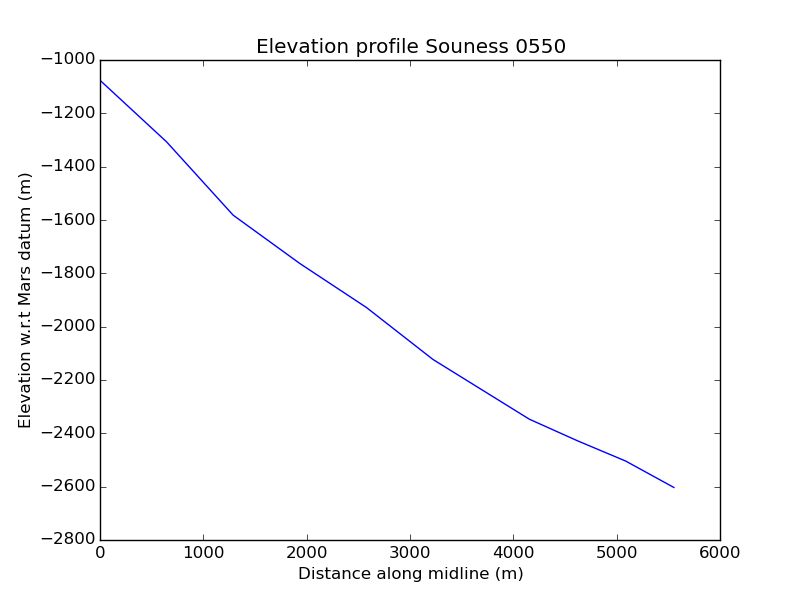 Elevation profile Souness 0550
Elevation w.r.t Mars datum (m)
−1000
−1200
−1400
−1600
−1800
−2000
−2200
−2400
−2600
−2800
0 1000 2000 3000 4000 5000 6000
Distance along midline (m)